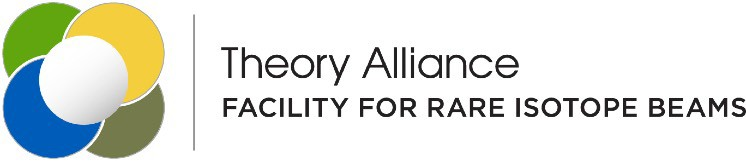 Theory Alliance
FACILITY FOR RARE ISOTOPE BEAMS